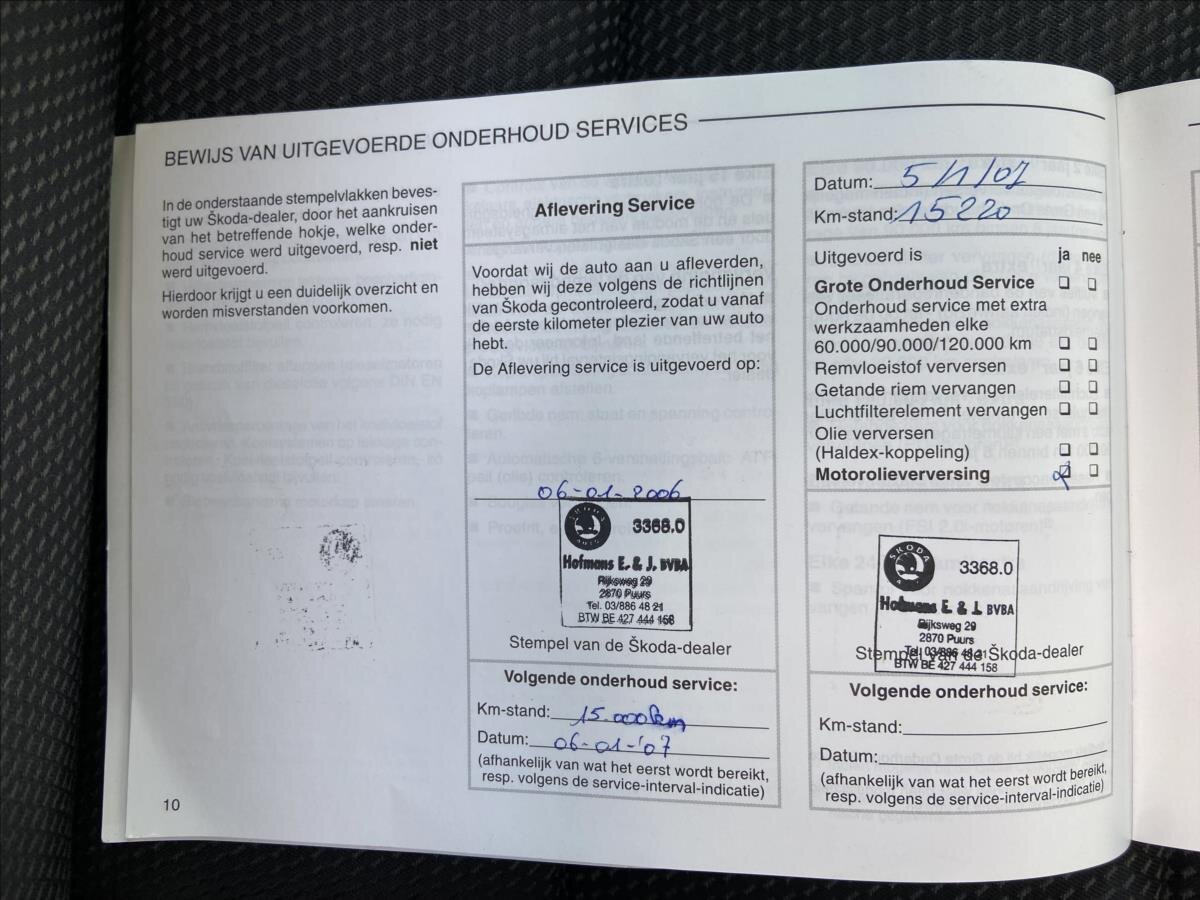 BEWIJS VAN UITGEVOERDE ONDERHOUD SERVICES
In de onderstaande stempelvlakken beves-
tigt uw Škoda-dealer, door het aankruisen
van het betreffende hokje, welke onder-
houd service werd uitgevoerd, resp. niet
werd uitgevoerd.
Hierdoor krijgt u een duidelijk overzicht en
worden misverstanden voorkomen.
10
Aflevering Service
Voordat wij de auto aan u afleverden,
hebben wij deze volgens de richtlijnen
van Škoda gecontroleerd, zodat u vanaf
de eerste kilometer plezier van uw auto
hebt.
De Aflevering service is uitgevoerd op:
06-01-2006
SKODA
AUTO
3368.0
Hofmans E. & J. BVBA
Rijksweg 29
2870 Puurs
Tel. 03/886 48 21
BTW BE 427 444 158
Stempel van de Škoda-dealer
Volgende onderhoud service:
Km-stand: 15.000km
Datum: 06-01-'07
(afhankelijk van wat het eerst wordt bereikt,
resp. volgens de service-interval-indicatie)
Datum: 5/1/07
Km-stand: 15220
Uitgevoerd is ja nee
Grote Onderhoud Service
Onderhoud service met extra
werkzaamheden elke
60.000/90.000/120.000 km
Remvloeistof verversen
Getande riem vervangen
Luchtfilterelement vervangen
Olie verversen
(Haldex-koppeling)
Motorolieverversing
SKODA
3368.0
Hofmans E. & J. BVBA
Rijksweg 29
2870 Puurs
Tel. 03/886 48 21
Stempel van de Škoda-dealer
BTW BE 427 444 158
Volgende onderhoud service:
Km-stand:
Datum:
(afhankelijk van wat het eerst wordt bereikt,
resp. volgens de service-interval-indicatie)